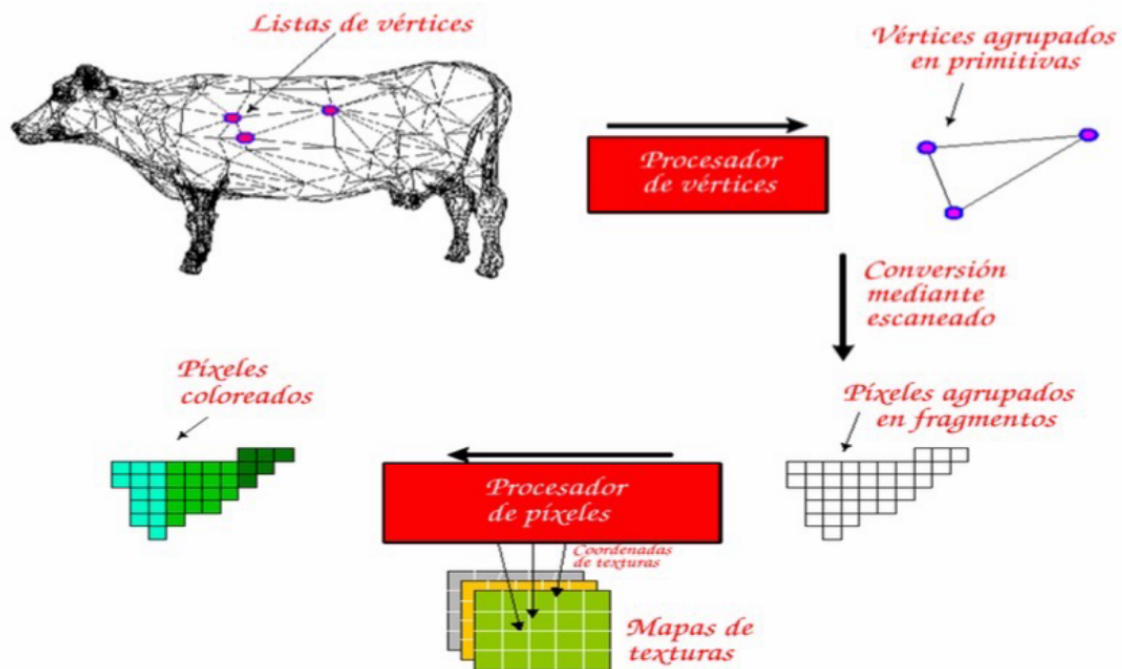 Listas de vértices
Vértices agrupados
en primitivas
Procesador
de vértices
Conversión
mediante
escaneado
Píxeles
coloreados
Píxeles agrupados
en fragmentos
Procesador
de píxeles
Coordenadas
de texturas
Mapas de
texturas